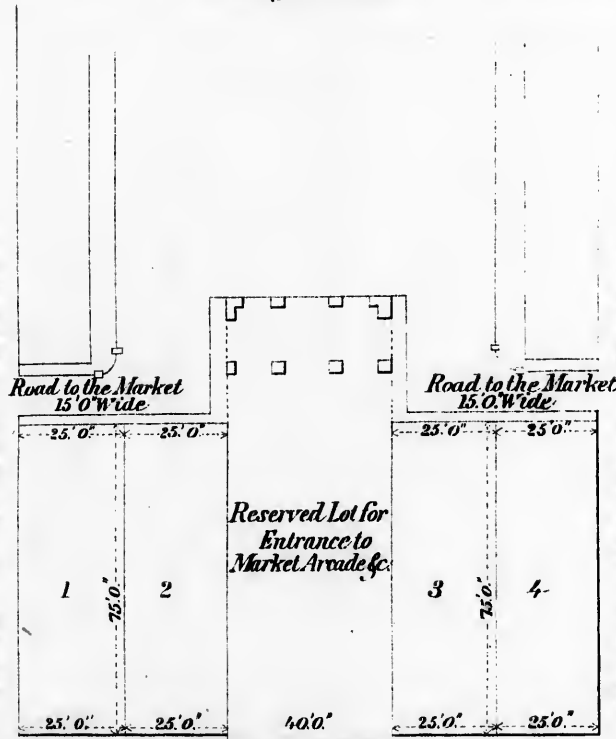 Road to the Market
15'0" Wide
Road to the Market
15.0." Wide
25.'0."
25.'0."
25.'0."
25'0."
Reserved Lot for
Entrance to
Market Arcade &c.
1
75.'0."
2
3
75.'0."
4
25.'0."
25.'0."
40.'0."
25.'0."
25.'0."